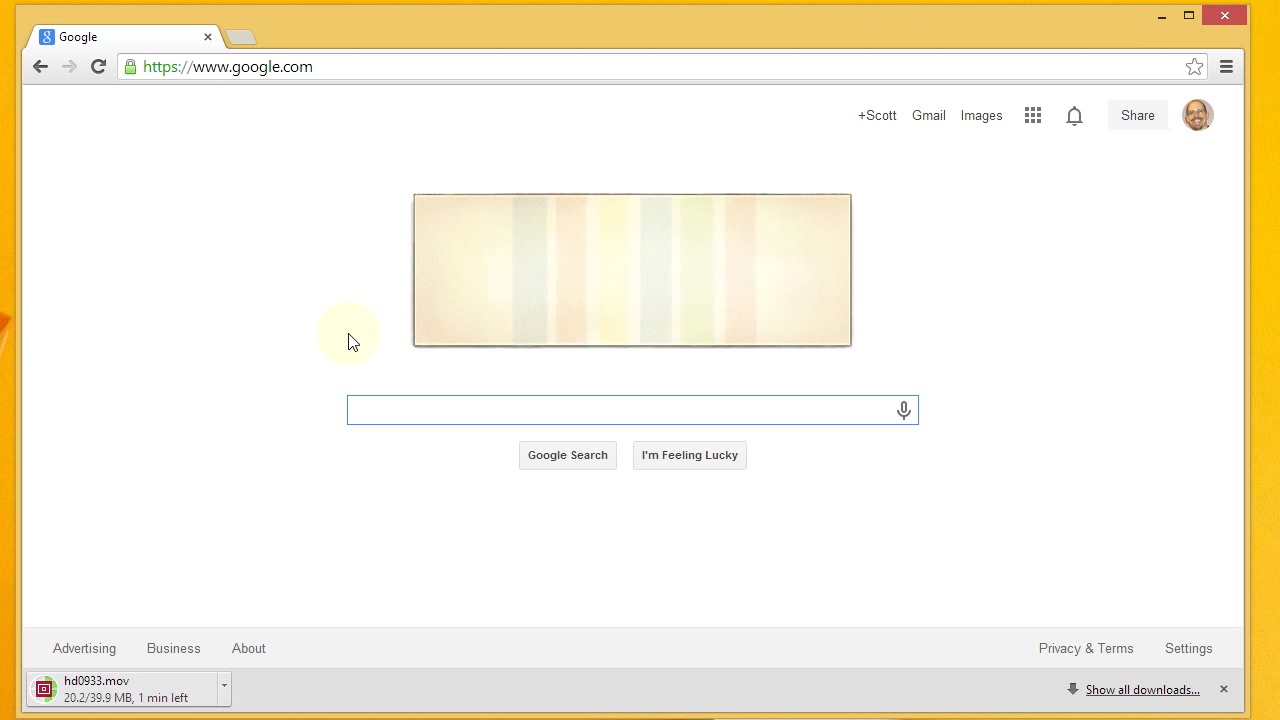 Google
https://www.google.com
+Scott Gmail Images Share
Google Search I'm Feeling Lucky
Advertising Business About Privacy & Terms Settings
hd0933.mov
20.2/39.9 MB, 1 min left
Show all downloads...